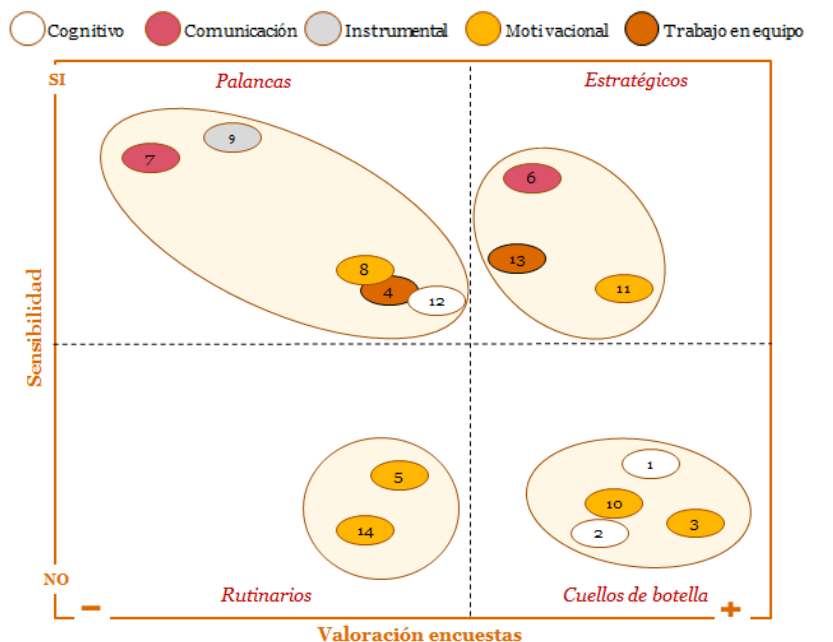 Cognitivo Comunicación Instrumental Motivacional Trabajo en equipo
SI Palancas Estratégicos
9
7
6
13
8
11
4
12
Sensibilidad
1
5
10
3
14
2
NO
Rutinarios Cuellos de botella
− +
Valoración encuestas